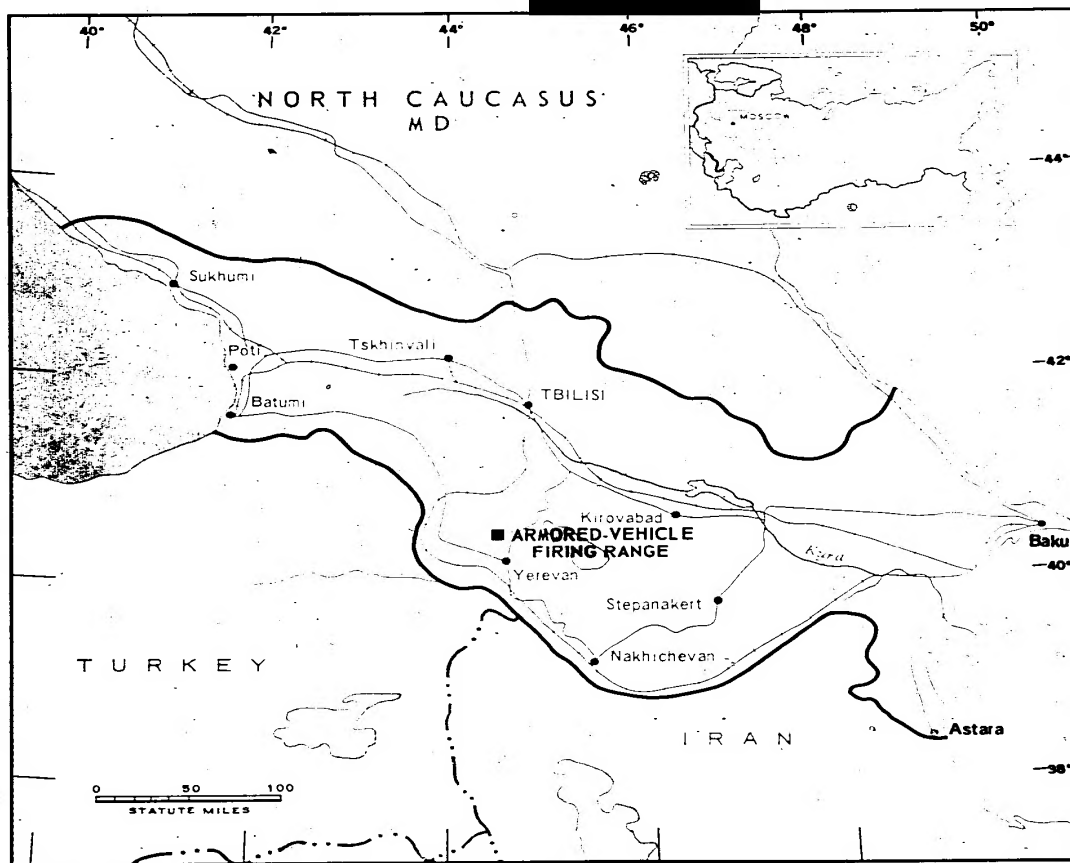 40°
42°
44°
46°
48°
50°
NORTH CAUCASUS
MD
MOSCOW
—44°
Sukhumi
Poti
Tskhinvali
—42°
Batumi
TBILISI
Kirovabad
ARMORED-VEHICLE
FIRING RANGE
Baku
Kura
—40°
Yerevan
Stepanakert
Nakhichevan
TURKEY
IRAN
Astara
—38°
0 50 100
STATUTE MILES